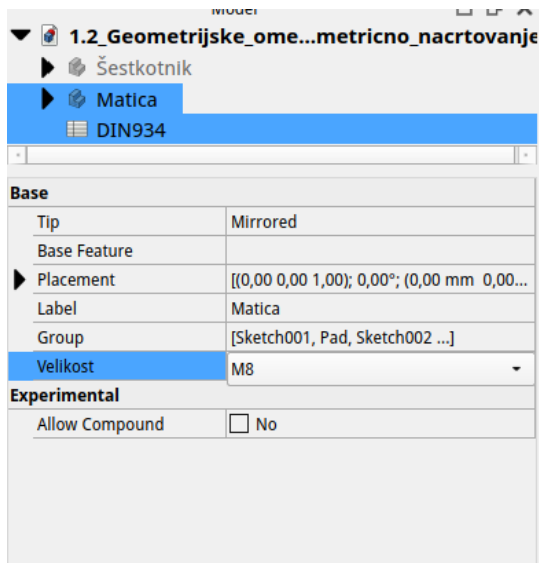 Model
1.2_Geometrijske_ome...metricno_nacrtovanje
Šestkotnik
Matica
DIN934
Base
Tip Mirrored
Base Feature
Placement [(0,00 0,00 1,00); 0,00°; (0,00 mm 0,00...
Label Matica
Group [Sketch001, Pad, Sketch002 ...]
Velikost M8
Experimental
Allow Compound No